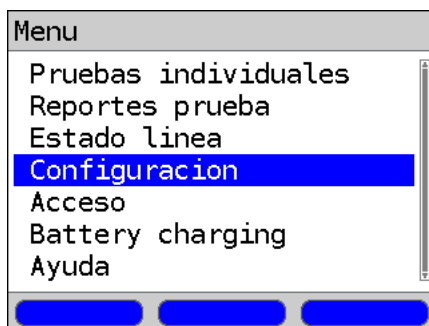 Menu
Pruebas individuales
Reportes prueba
Estado linea
Configuracion
Acceso
Battery charging
Ayuda